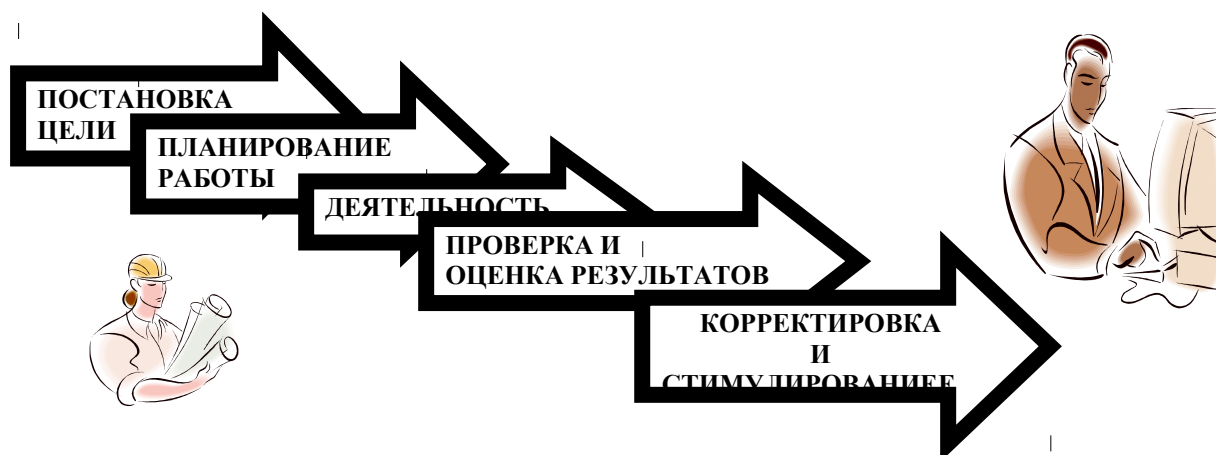 ПОСТАНОВКА
ЦЕЛИ
ПЛАНИРОВАНИЕ
РАБОТЫ
ДЕЯТЕЛЬНОСТЬ
ПРОВЕРКА И
ОЦЕНКА РЕЗУЛЬТАТОВ
КОРРЕКТИРОВКА
И
СТИМУЛИРОВАНИЕЕ